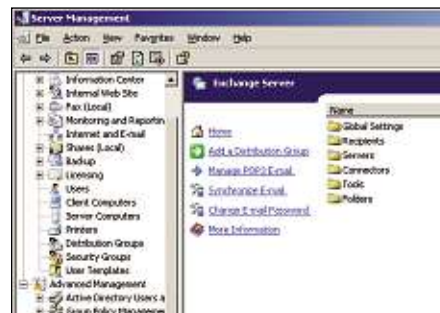 Server Management
File Action View Favorites Window Help
Information Center
Internal Web Site
Fax (Local)
Monitoring and Reportin
Internet and E-mail
Shares (Local)
Backup
Licensing
Users
Client Computers
Server Computers
Printers
Distribution Groups
Security Groups
User Templates
Advanced Management
Active Directory Users a
Group Policy Manageme
Exchange Server
Home
Add a Distribution Group
Manage POP3 E-mail
Synchronize E-mail
Change E-mail Password
More Information
Name
Global Settings
Recipients
Servers
Connectors
Tools
Folders